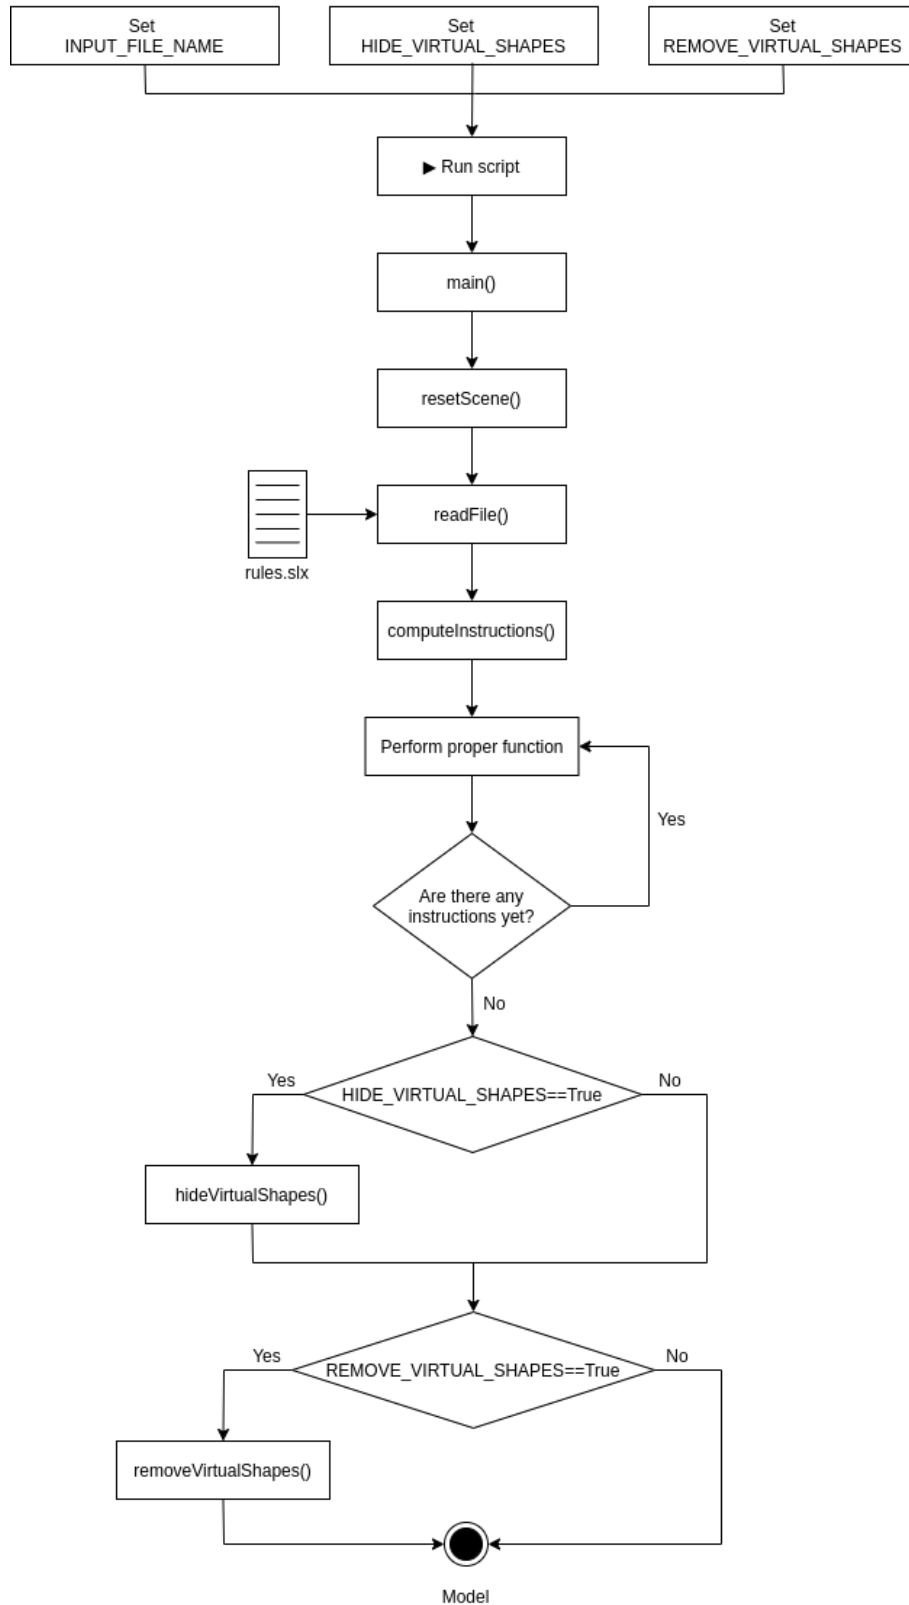 Set
INPUT_FILE_NAME
Set
HIDE_VIRTUAL_SHAPES
Set
REMOVE_VIRTUAL_SHAPES
▶ Run script
main()
resetScene()
readFile()
rules.slx
computeInstructions()
Perform proper function
Yes
Are there any
instructions yet?
No
Yes
HIDE_VIRTUAL_SHAPES==True
No
hideVirtualShapes()
Yes
REMOVE_VIRTUAL_SHAPES==True
No
removeVirtualShapes()
Model